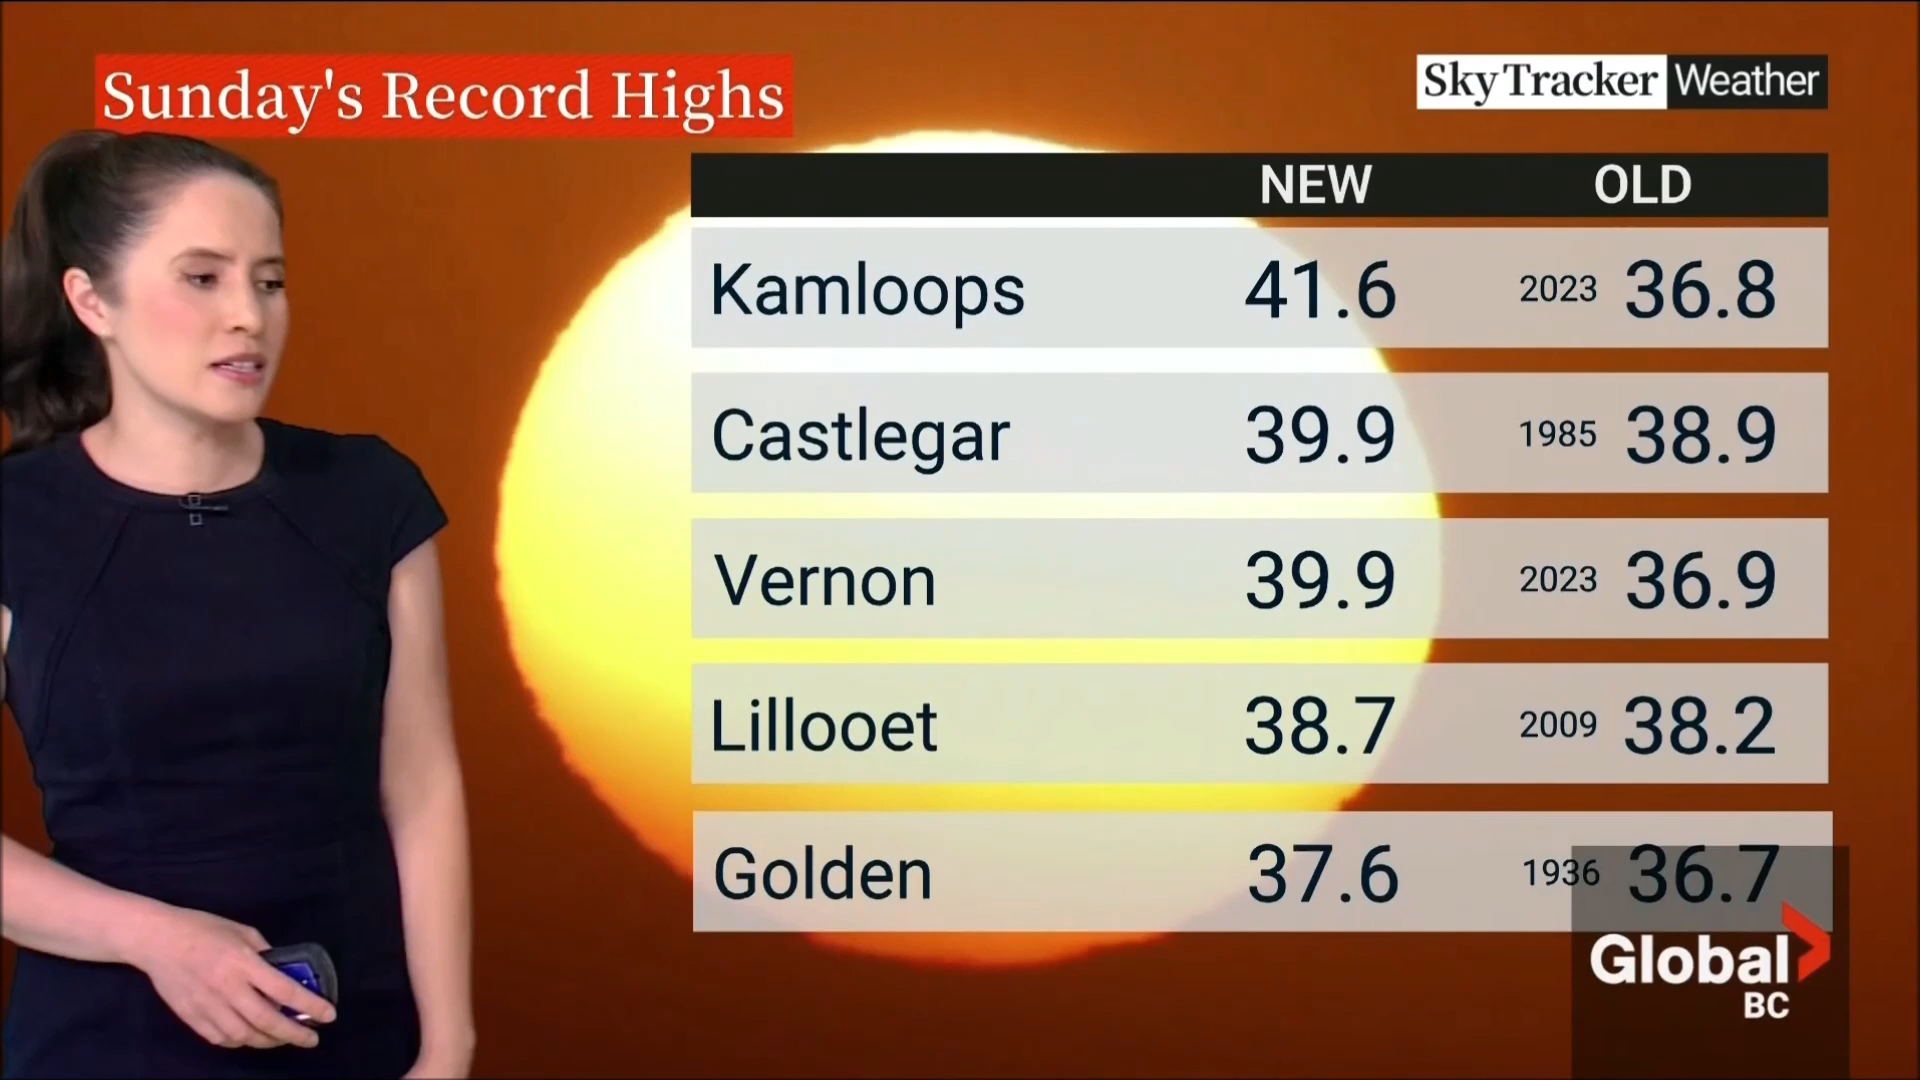 Sunday's Record Highs
SkyTracker Weather
NEW OLD
Kamloops 41.6 2023 36.8
Castlegar 39.9 1985 38.9
Vernon 39.9 2023 36.9
Lillooet 38.7 2009 38.2
Golden 37.6 1936 36.7
Global
BC